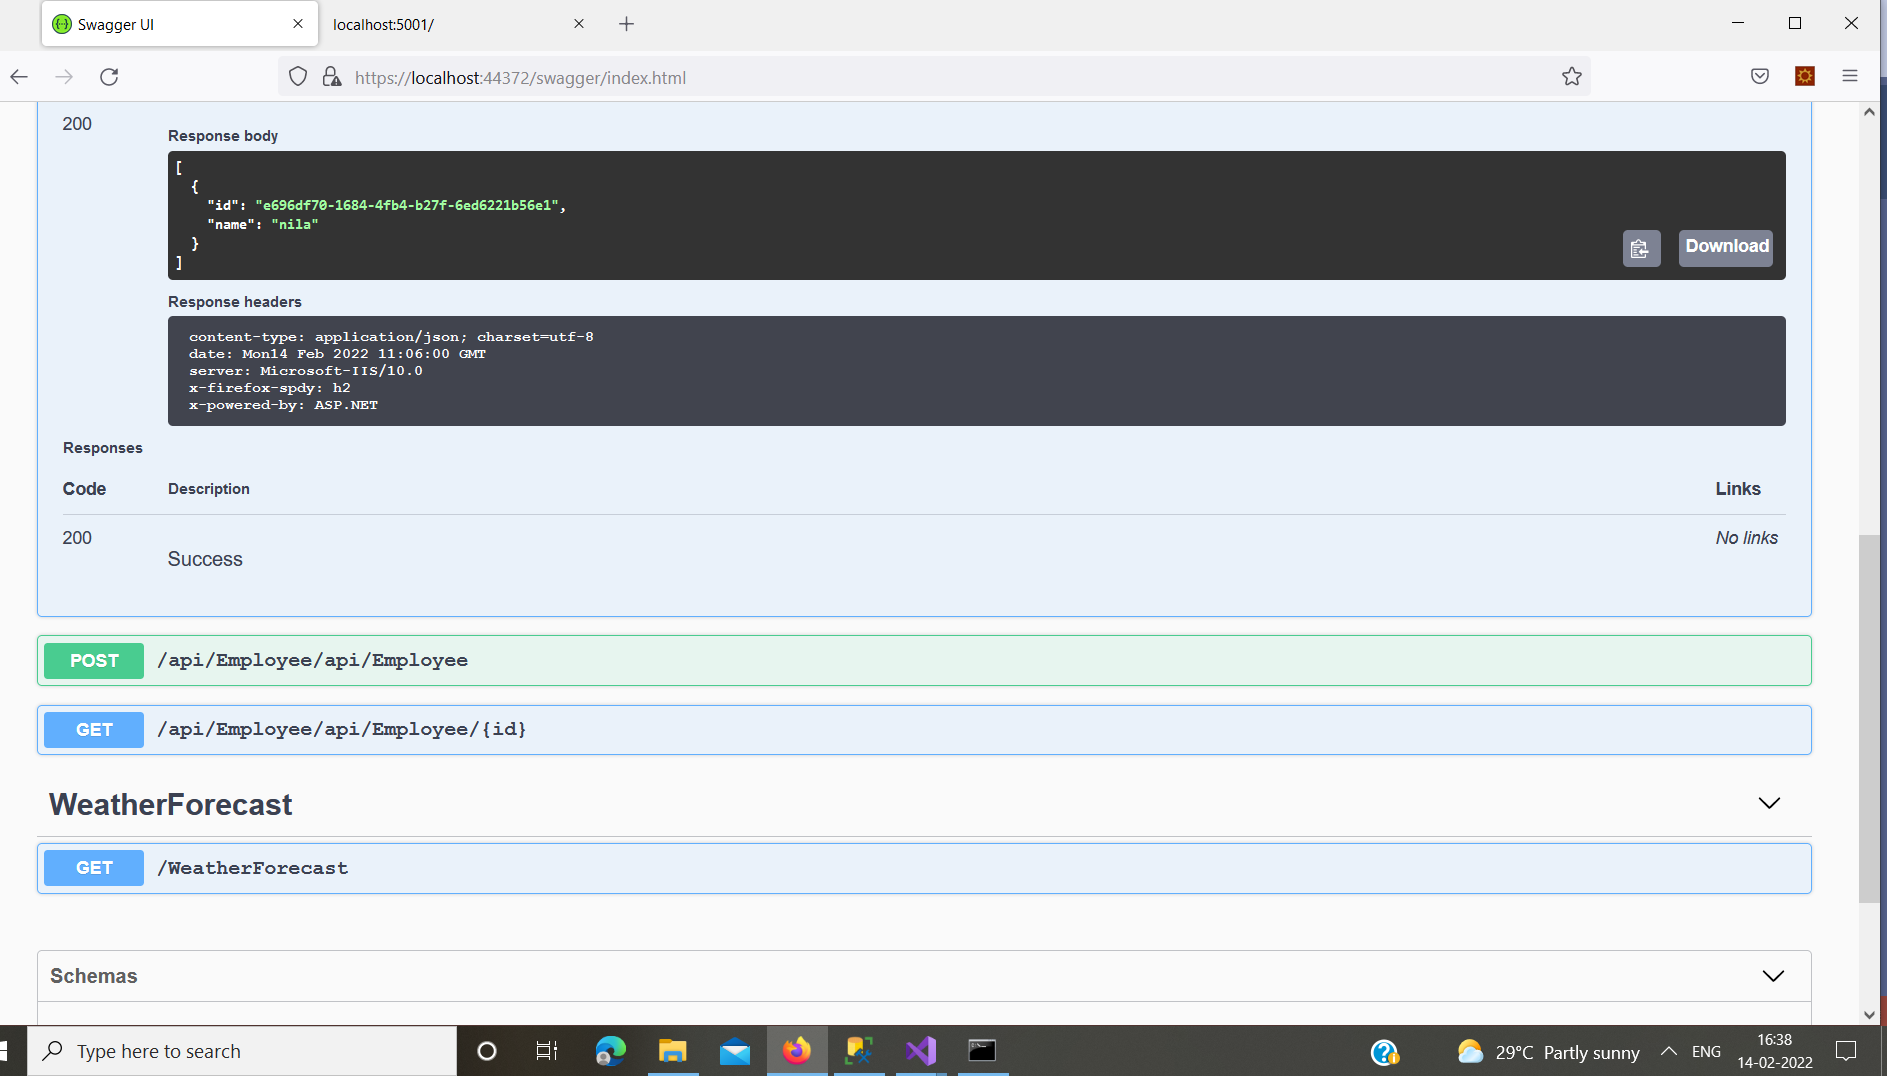 Swagger UI
localhost:5001/
https://localhost:44372/swagger/index.html
200
Response body
[
{
"id": "e696df70-1684-4fb4-b27f-6ed6221b56e1",
"name": "nila"
}
]
Download
Response headers
content-type: application/json; charset=utf-8
date: Mon14 Feb 2022 11:06:00 GMT
server: Microsoft-IIS/10.0
x-firefox-spdy: h2
x-powered-by: ASP.NET
Responses
Code Description Links
200 No links
Success
POST /api/Employee/api/Employee
GET /api/Employee/api/Employee/{id}
WeatherForecast
GET /WeatherForecast
Schemas
Type here to search
29°C Partly sunny
ENG
16:38
14-02-2022